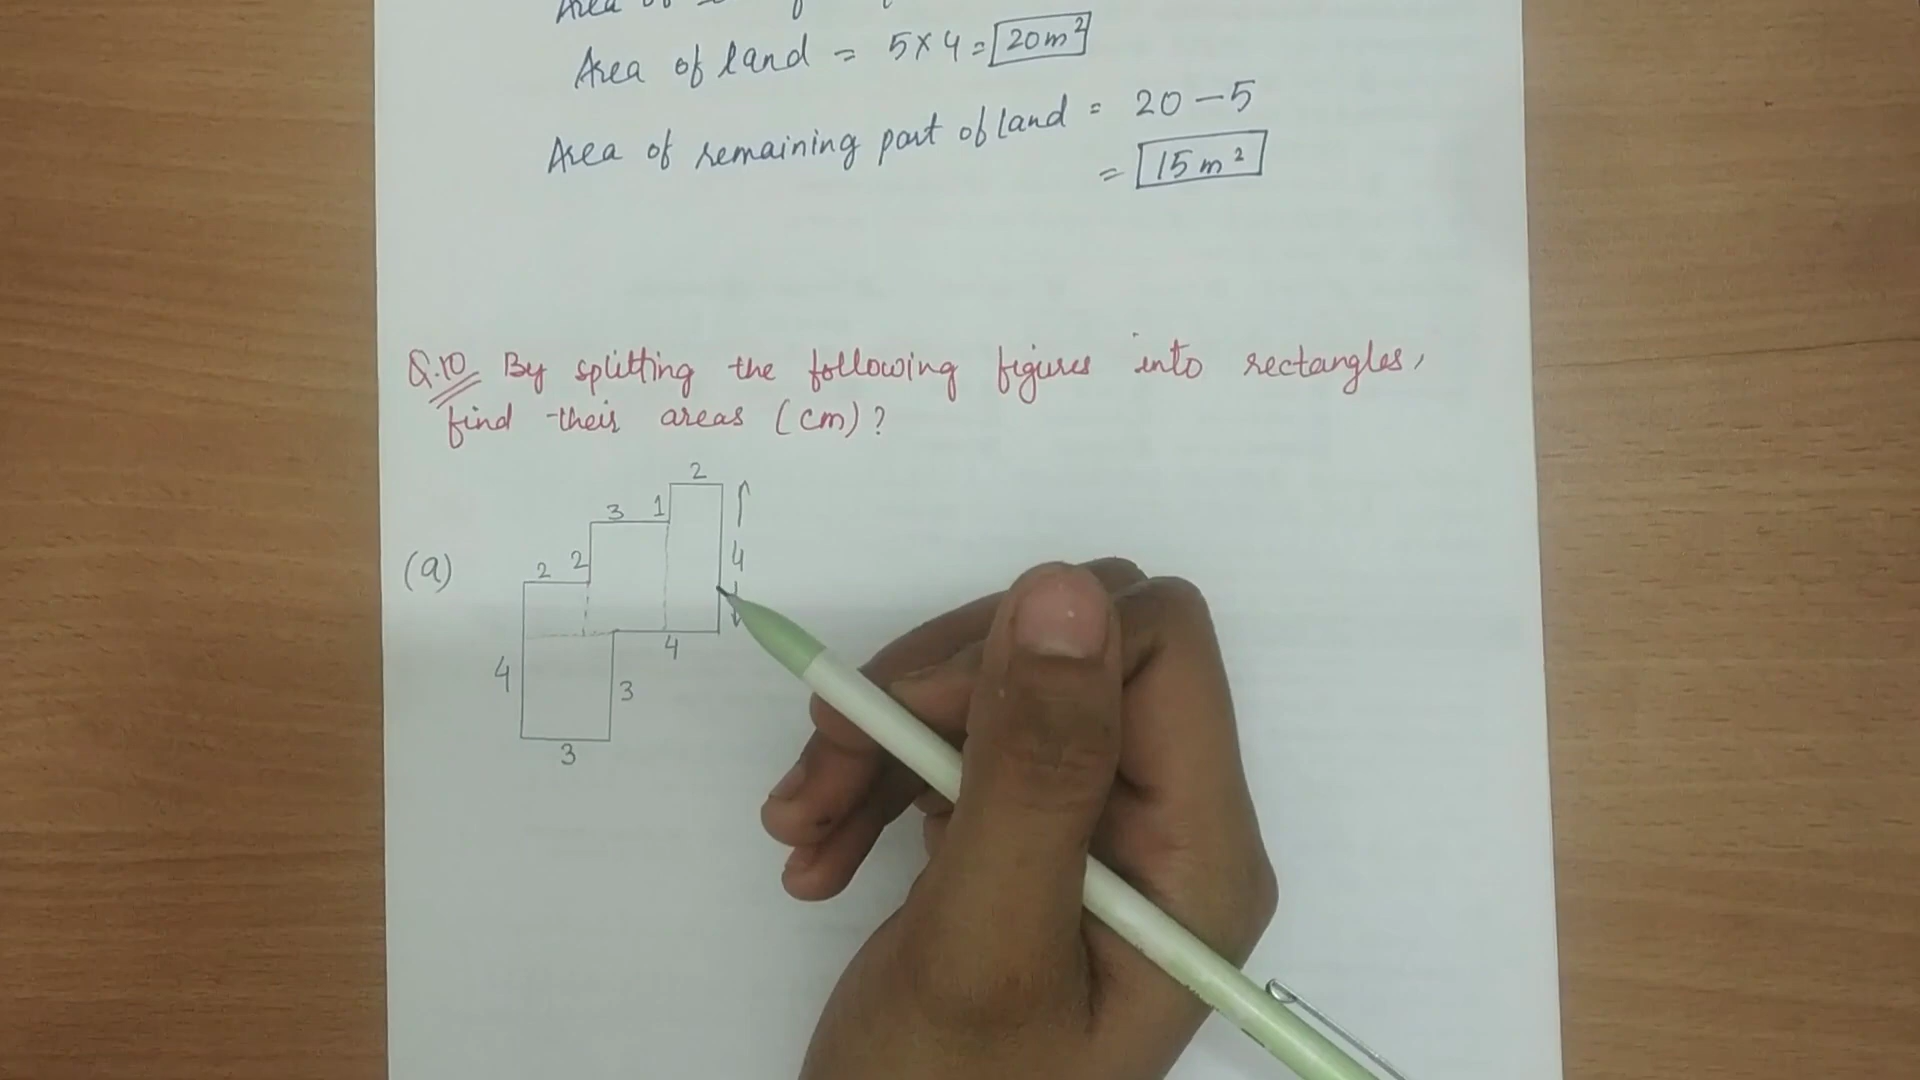 Area of
Area of land = 5 × 4 = 20m²
Area of remaining part of land = 20 − 5
= 15 m²
Q.10 By splitting the following figures into rectangles,
find their areas (cm) ?
2
3 1
(a) 2 2 4
4 4
3
3